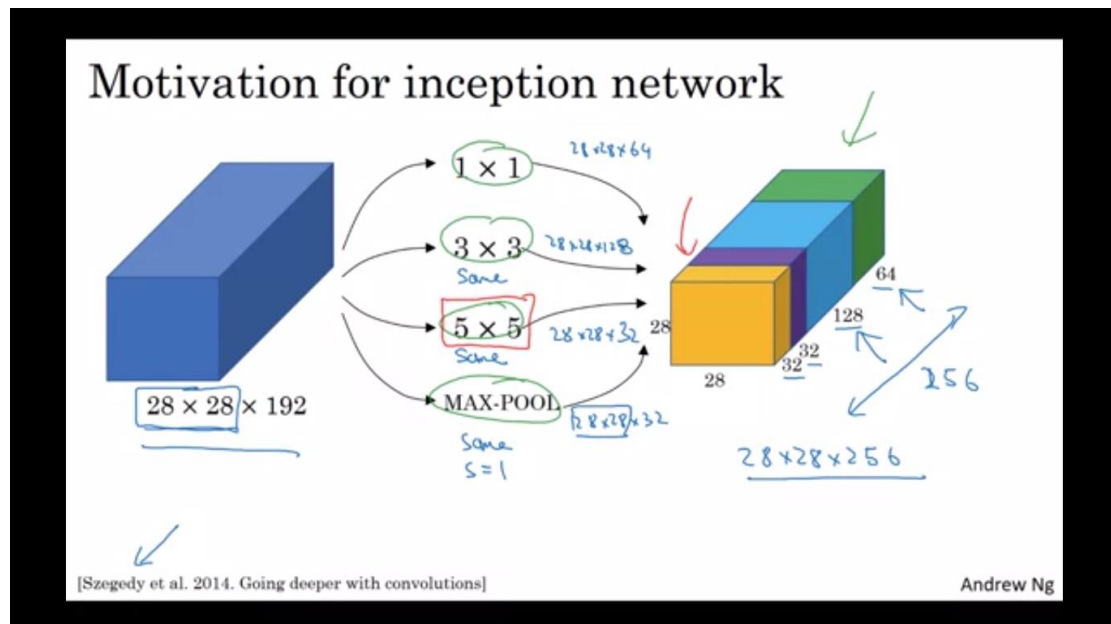 Motivation for inception network
1 × 1
28×28×64
3 × 3
28×28×128
Same
5 × 5
28×28×32
Same
MAX-POOL
28×28×32
Same
S=1
28 × 28 × 192
28
28
32
32
128
64
256
28×28×256
[Szegedy et al. 2014. Going deeper with convolutions]
Andrew Ng